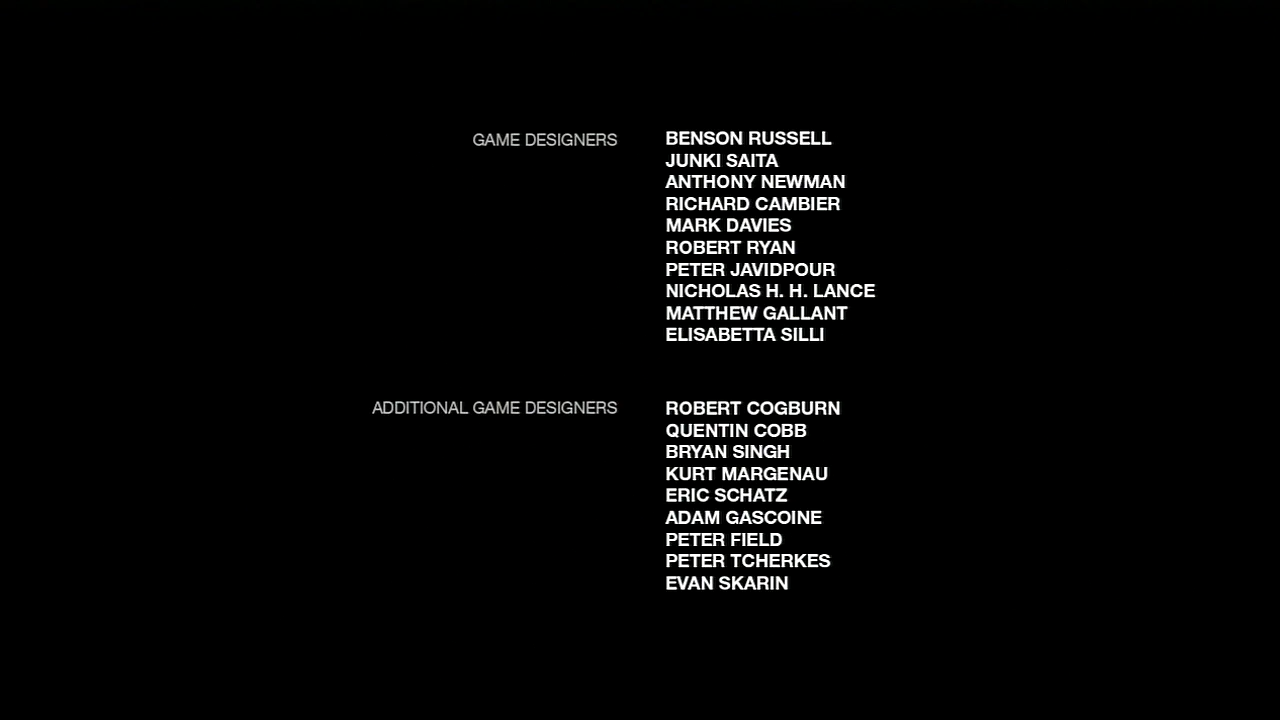 GAME DESIGNERS BENSON RUSSELL
JUNKI SAITA
ANTHONY NEWMAN
RICHARD CAMBIER
MARK DAVIES
ROBERT RYAN
PETER JAVIDPOUR
NICHOLAS H. H. LANCE
MATTHEW GALLANT
ELISABETTA SILLI
ADDITIONAL GAME DESIGNERS ROBERT COGBURN
QUENTIN COBB
BRYAN SINGH
KURT MARGENAU
ERIC SCHATZ
ADAM GASCOINE
PETER FIELD
PETER TCHERKES
EVAN SKARIN